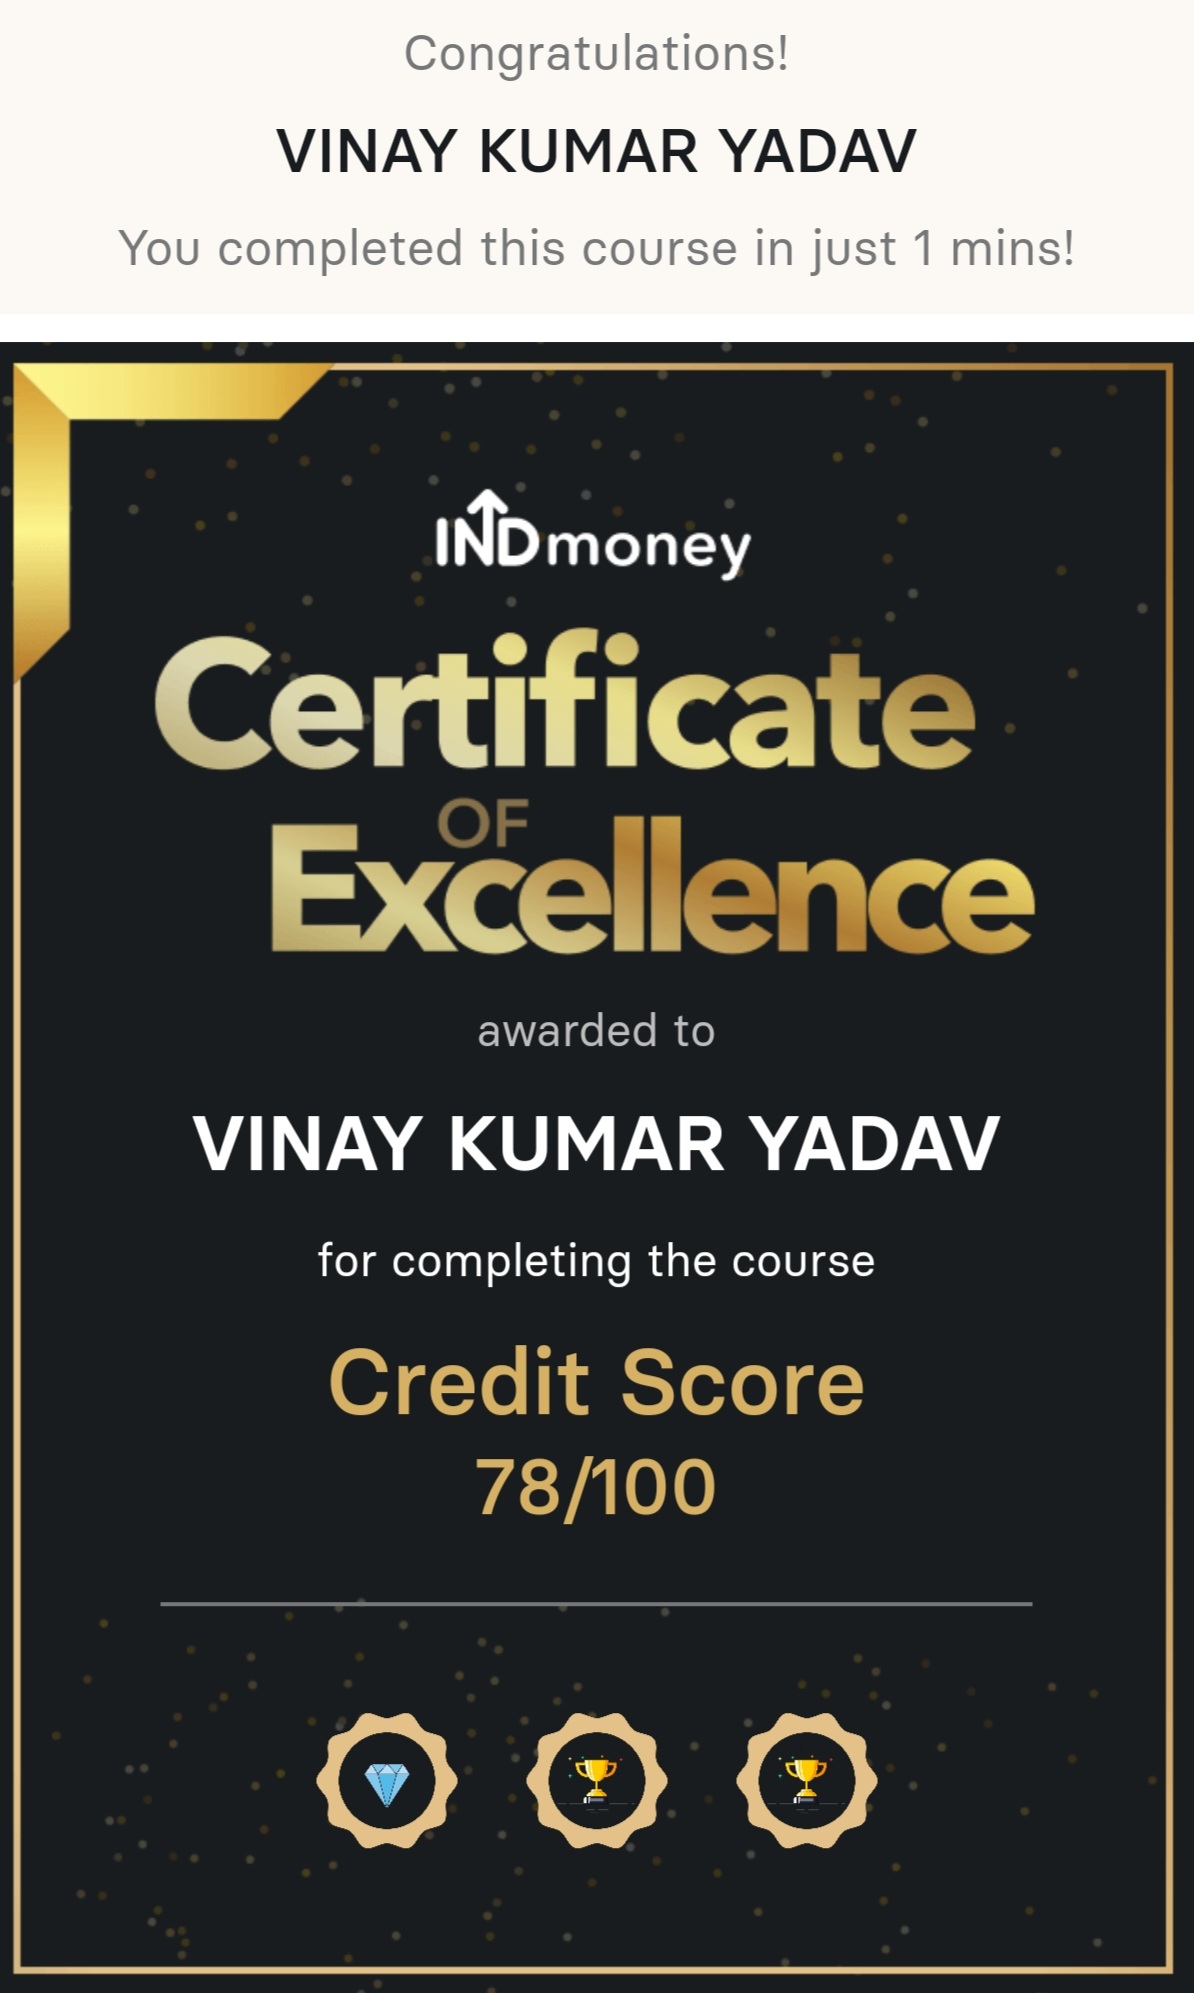 Congratulations!
VINAY KUMAR YADAV
You completed this course in just 1 mins!
INDmoney
Certificate
OF
Excellence
awarded to
VINAY KUMAR YADAV
for completing the course
Credit Score
78/100